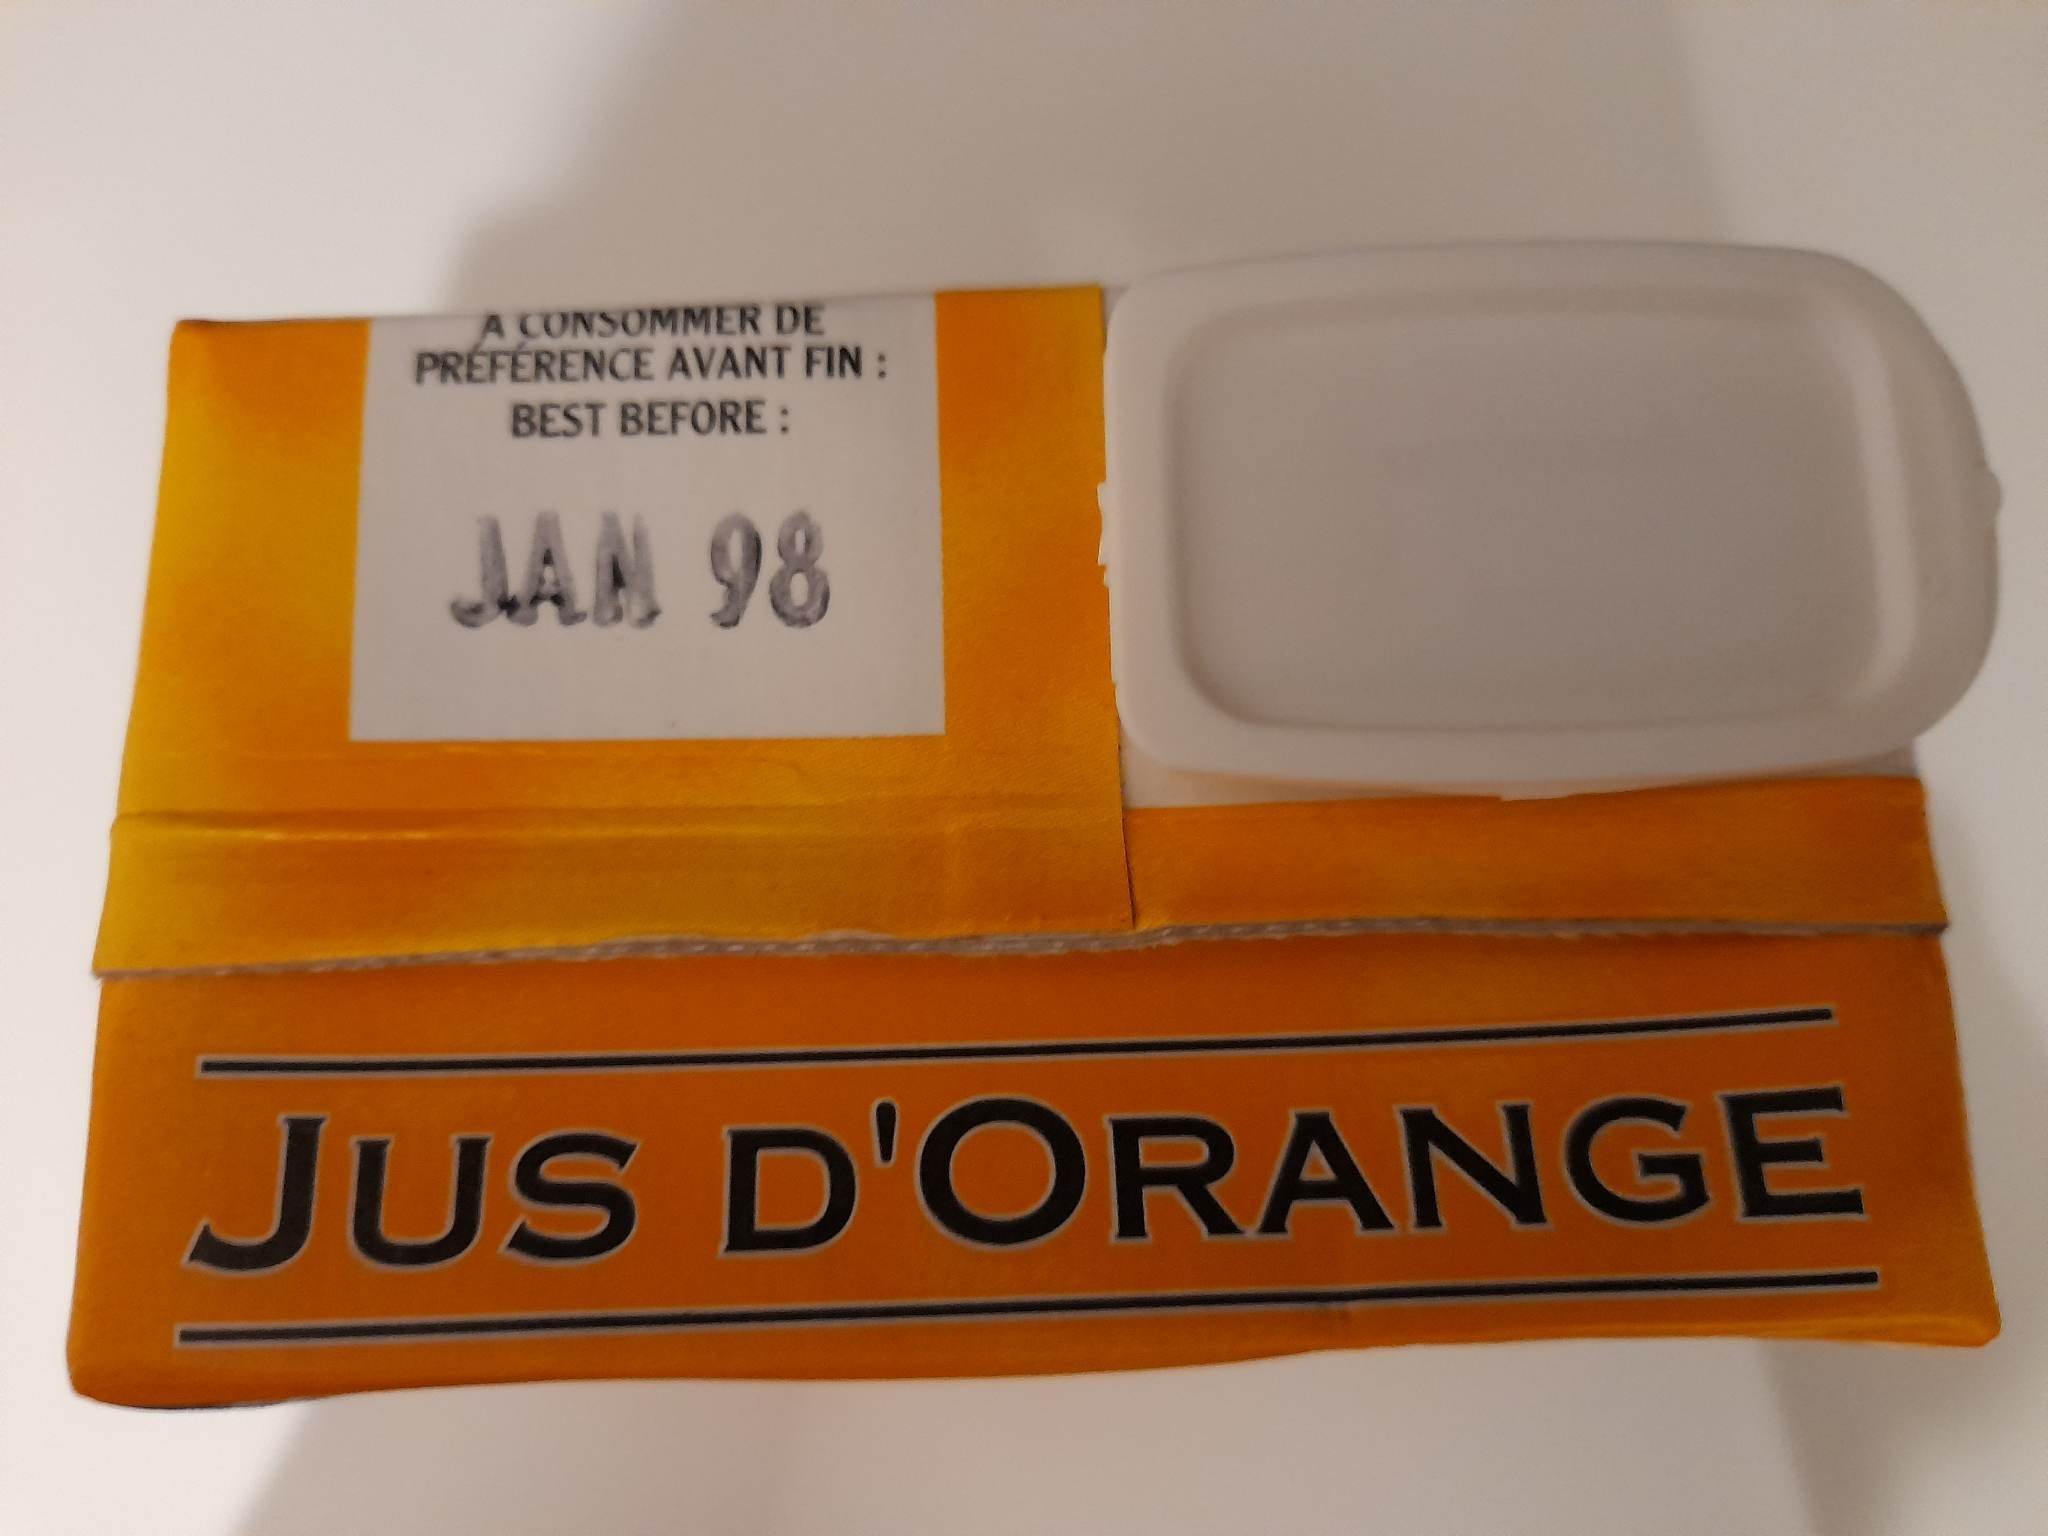 A CONSOMMER DE
PRÉFÉRENCE AVANT FIN :
BEST BEFORE :
JAN 98
JUS D'ORANGE